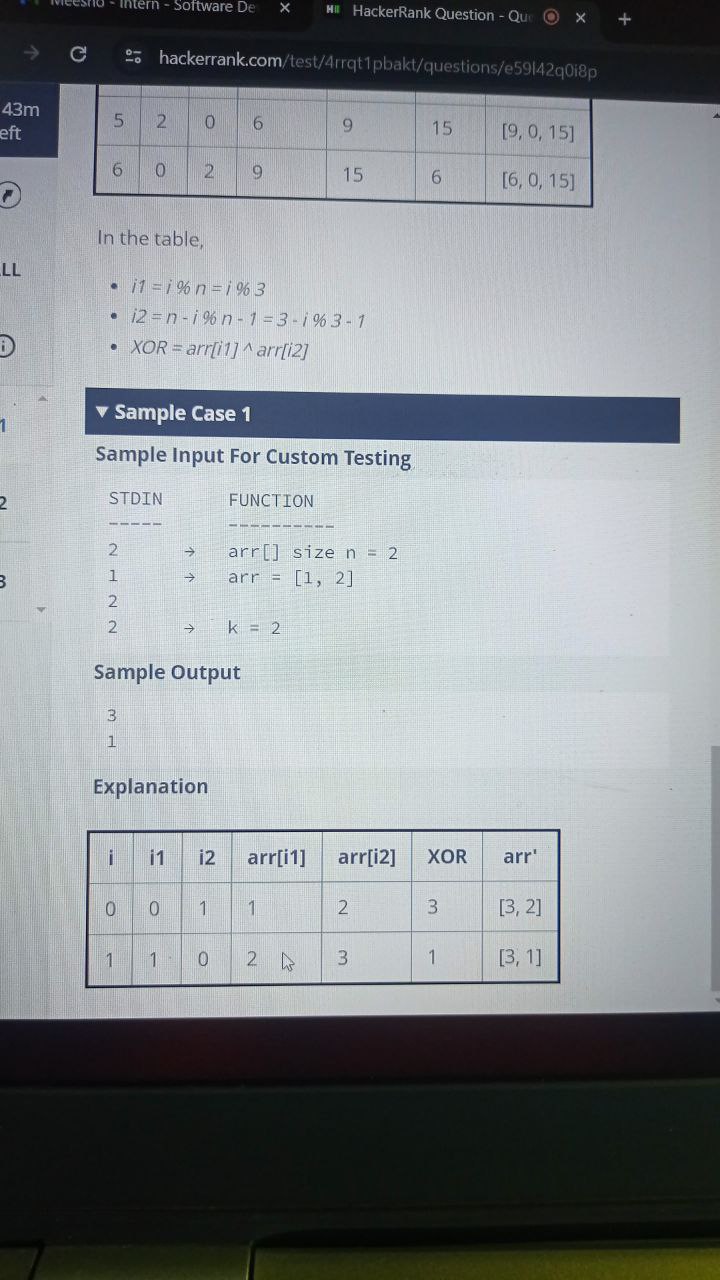 Intern - Software De
HackerRank Question - Qu
hackerrank.com/test/4rrqt1pbakt/questions/e59l42q0i8p
43m
eft
5 2 0 6 9 15 [9, 0, 15]
6 0 2 9 15 6 [6, 0, 15]
In the table,
LL
• i1 = i % n = i % 3
• i2 = n - i % n - 1 = 3 - i % 3 - 1
• XOR = arr[i1] ^ arr[i2]
1
2
3
▼ Sample Case 1
Sample Input For Custom Testing
STDIN FUNCTION
----- ----------
2 → arr[] size n = 2
1 → arr = [1, 2]
2
2 → k = 2
Sample Output
3
1
Explanation
i i1 i2 arr[i1] arr[i2] XOR arr'
0 0 1 1 2 3 [3, 2]
1 1 0 2 3 1 [3, 1]